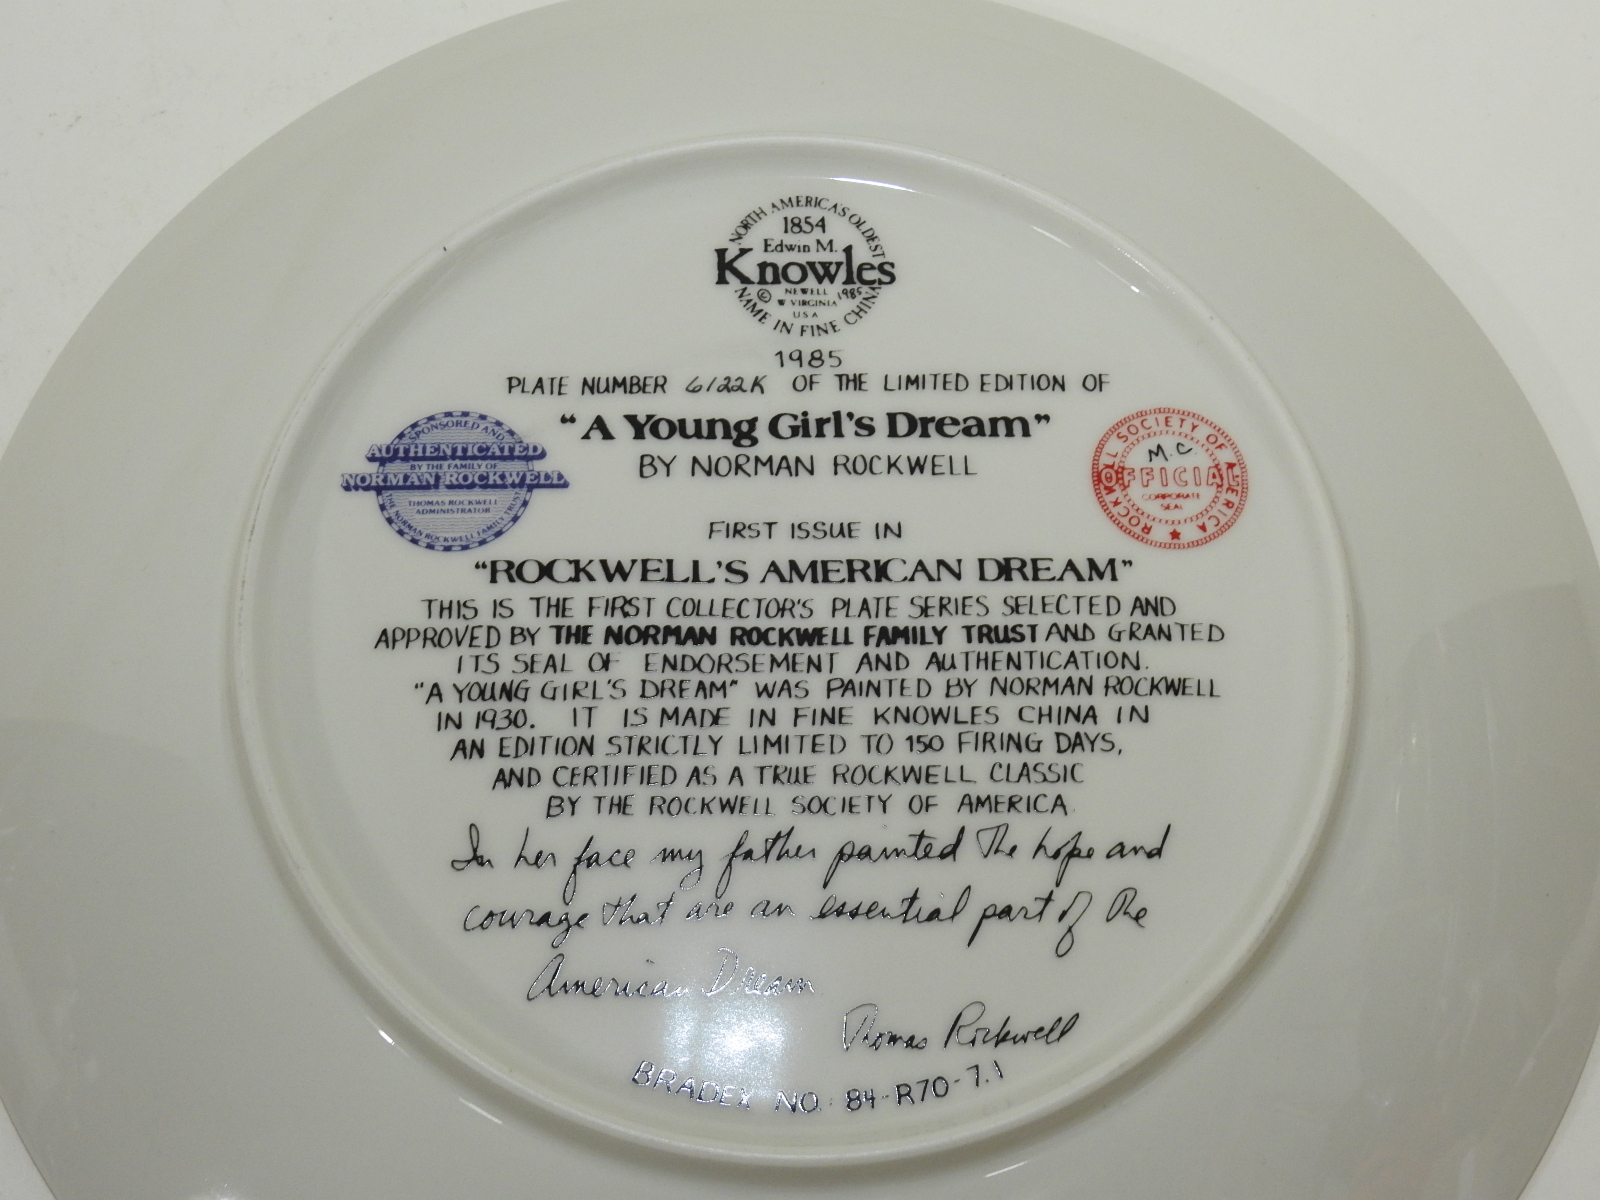 NORTH AMERICA'S OLDEST
1854
Edwin M.
Knowles
© NEWELL 1985
W VIRGINIA
USA
NAME IN FINE CHINA
1985
PLATE NUMBER 6122K OF THE LIMITED EDITION OF
"A Young Girl's Dream"
BY NORMAN ROCKWELL
SPONSORED AND
AUTHENTICATED
BY THE FAMILY OF
NORMAN ROCKWELL
THOMAS ROCKWELL
ADMINISTRATOR
THE NORMAN ROCKWELL FAMILY TRUST
ROCKWELL SOCIETY OF AMERICA
M.C
OFFICIAL
CORPORATE
SEAL
FIRST ISSUE IN
"ROCKWELL'S AMERICAN DREAM"
THIS IS THE FIRST COLLECTOR'S PLATE SERIES SELECTED AND
APPROVED BY THE NORMAN ROCKWELL FAMILY TRUST AND GRANTED
ITS SEAL OF ENDORSEMENT AND AUTHENTICATION.
"A YOUNG GIRL'S DREAM" WAS PAINTED BY NORMAN ROCKWELL
IN 1930. IT IS MADE IN FINE KNOWLES CHINA IN
AN EDITION STRICTLY LIMITED TO 150 FIRING DAYS,
AND CERTIFIED AS A TRUE ROCKWELL CLASSIC
BY THE ROCKWELL SOCIETY OF AMERICA.
In her face my father painted the hope and
courage that are an essential part of the
American Dream
Thomas Rockwell
BRADEX NO. 84-R70-7.1